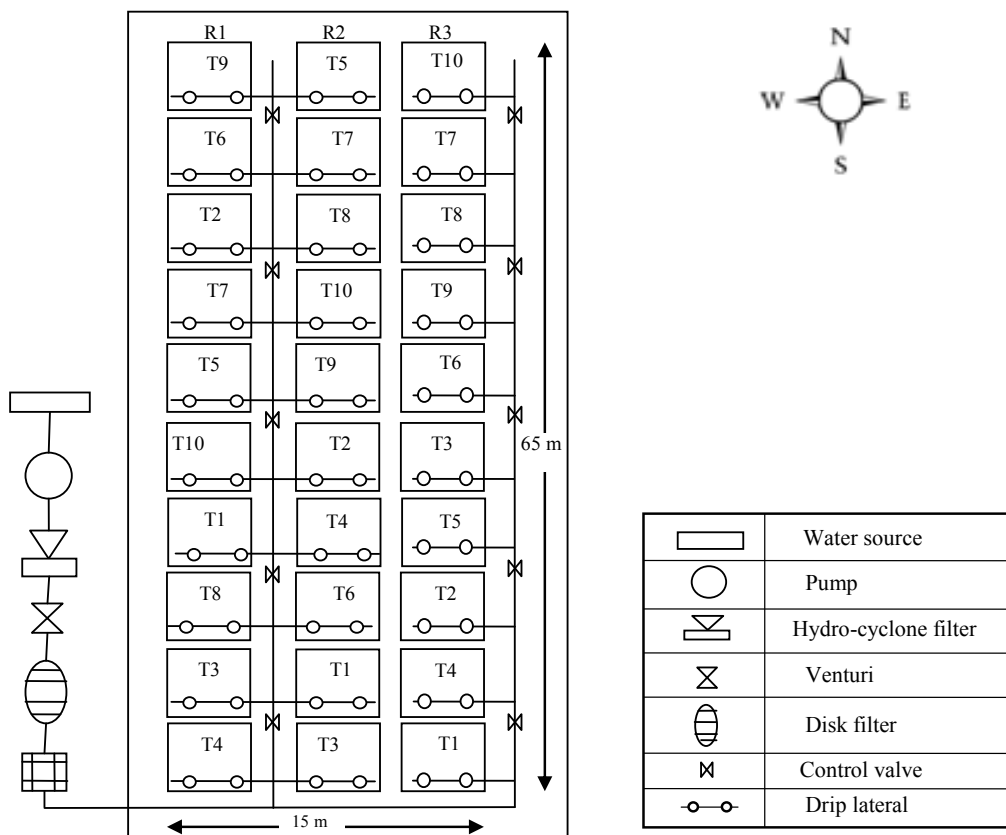 R1 R2 R3
T9 T5 T10
T6 T7 T7
T2 T8 T8
T7 T10 T9
T5 T9 T6
T10 T2 T3
T1 T4 T5
T8 T6 T2
T3 T1 T4
T4 T3 T1
65 m
15 m
N
W E
S
Water source
Pump
Hydro-cyclone filter
Venturi
Disk filter
Control valve
Drip lateral